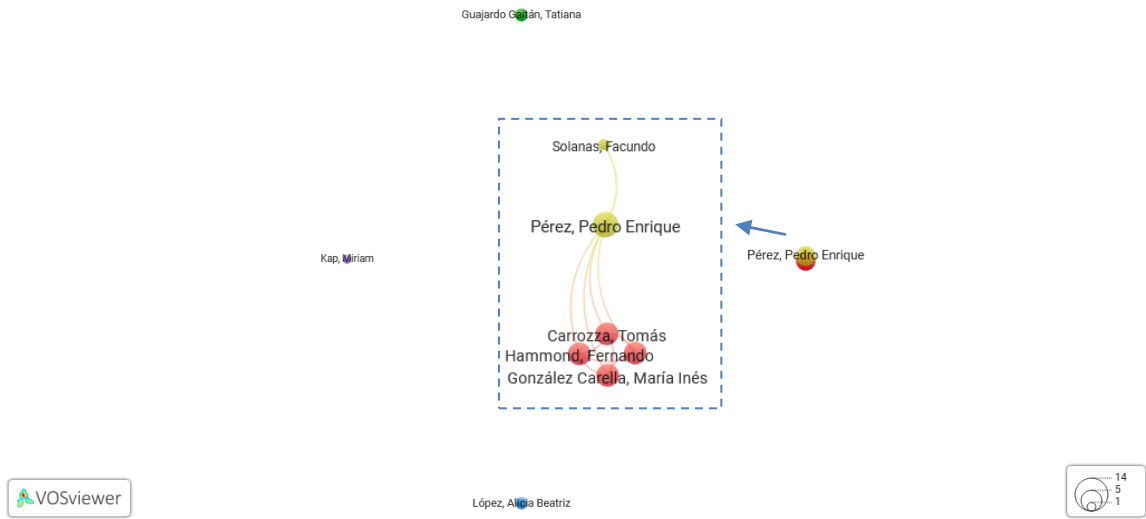 Guajardo Gaitán, Tatiana
Solanas, Facundo
Pérez, Pedro Enrique
Pérez, Pedro Enrique
Kap, Miriam
Carrozza, Tomás
Hammond, Fernando
González Carella, María Inés
López, Alicia Beatriz
VOSviewer
14
5
1